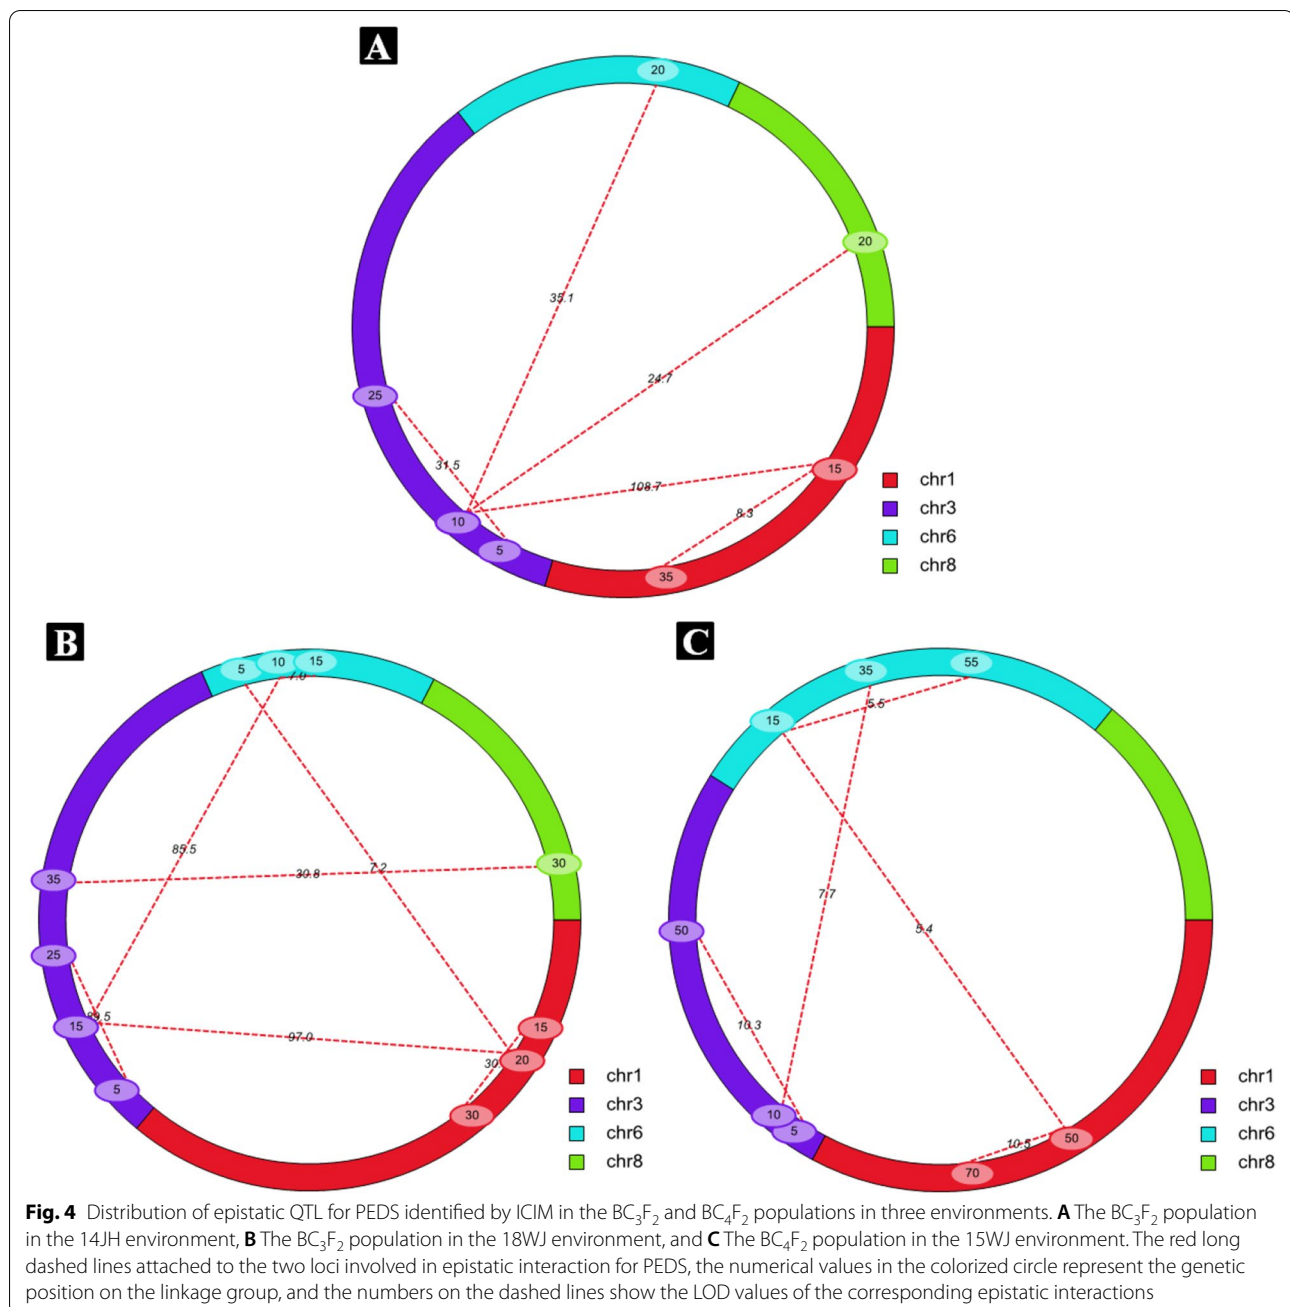 A
20
20
35.1
24.7
25
31.5
108.7
15
10
8.3
5
35
chr1
chr3
chr6
chr8
B
5
10
15
7.0
85.5
7.2
30.8
35
30
25
15
97.0
15
20
5
30
chr1
chr3
chr6
chr8
C
35
55
15
5.5
7.7
5.4
50
10.3
10
5
50
10.5
70
chr1
chr3
chr6
chr8
Fig. 4 Distribution of epistatic QTL for PEDS identified by ICIM in the BC3F2 and BC4F2 populations in three environments. A The BC3F2 population
in the 14JH environment, B The BC3F2 population in the 18WJ environment, and C The BC4F2 population in the 15WJ environment. The red long
dashed lines attached to the two loci involved in epistatic interaction for PEDS, the numerical values in the colorized circle represent the genetic
position on the linkage group, and the numbers on the dashed lines show the LOD values of the corresponding epistatic interactions